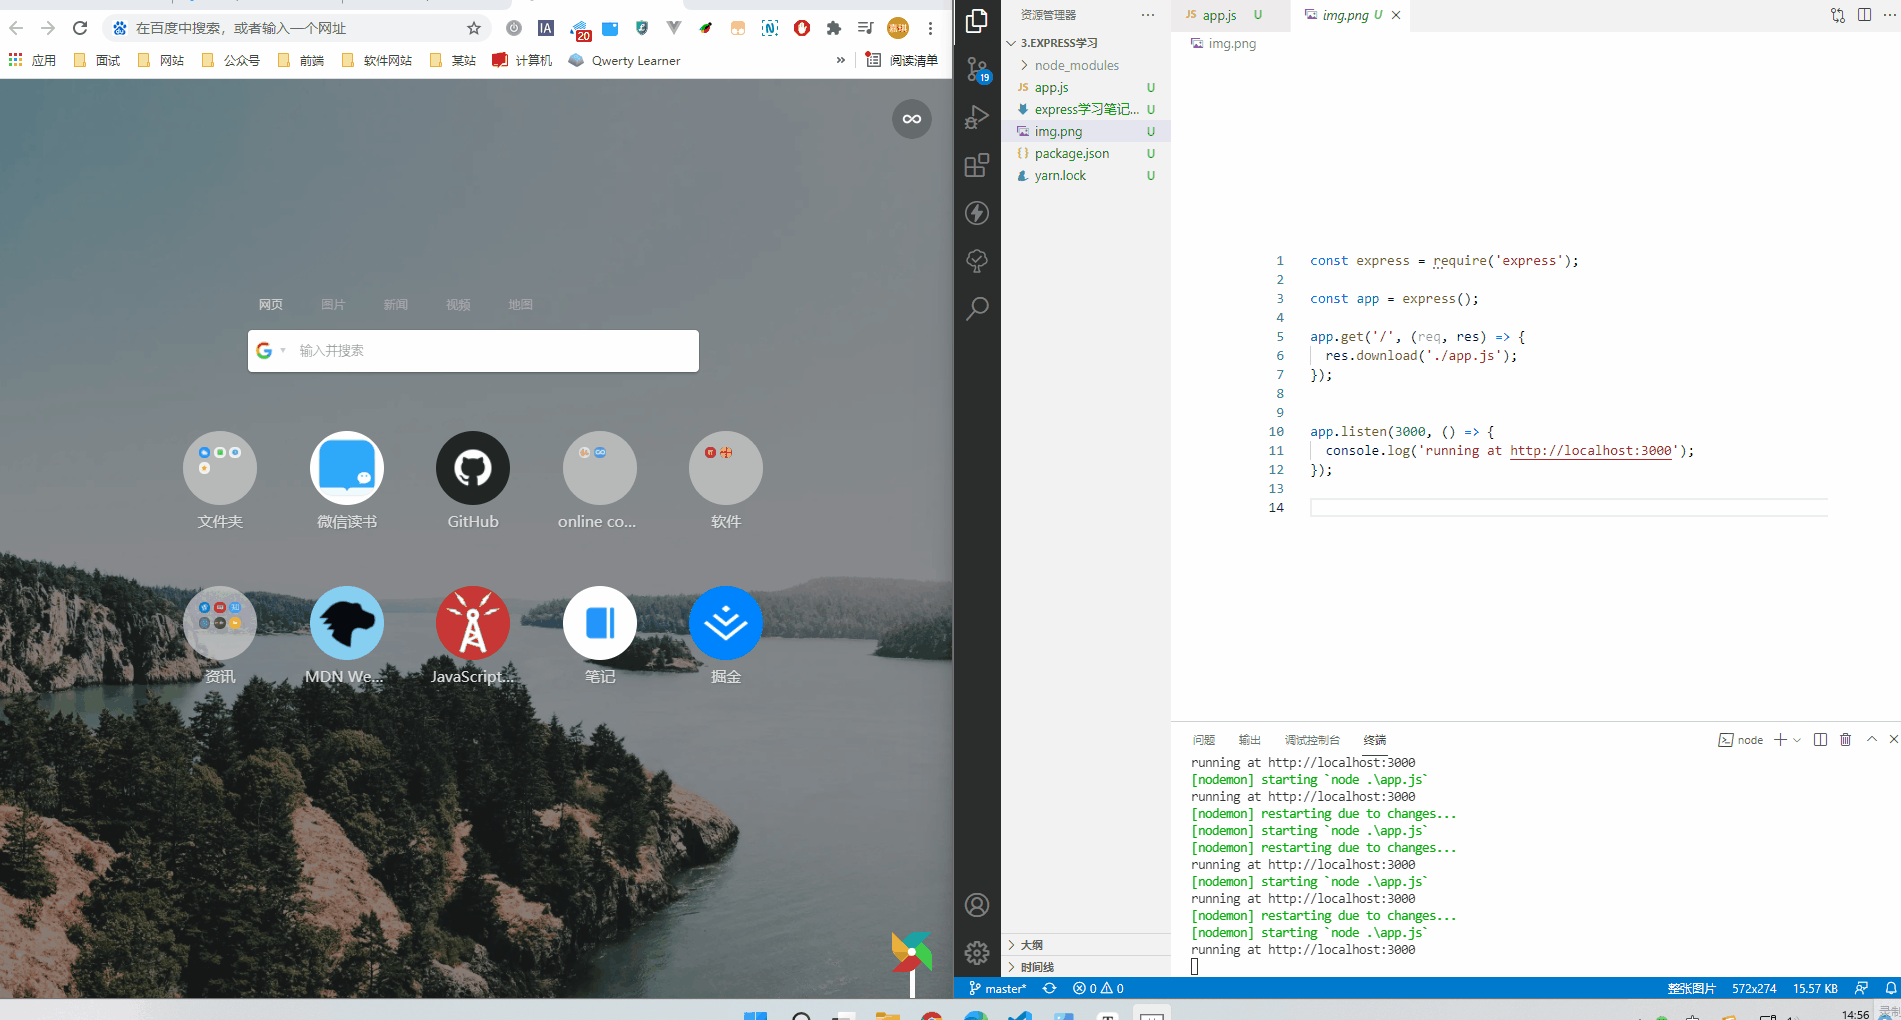 在百度中搜索，或者输入一个网址
IA
20
嘉琪
应用
面试
网站
公众号
前端
软件网站
某站
计算机
Qwerty Learner
»
阅读清单
网页
图片
新闻
视频
地图
输入并搜索
文件夹
微信读书
GitHub
online co...
软件
资讯
MDN We...
JavaScript...
笔记
掘金
19
资源管理器
3.EXPRESS学习
node_modules
JS app.js U
express学习笔记... U
img.png U
{} package.json U
yarn.lock U
大纲
时间线
JS app.js U
img.png U
img.png
1 const express = require('express');
2
3 const app = express();
4
5 app.get('/', (req, res) => {
6 res.download('./app.js');
7 });
8
9
10 app.listen(3000, () => {
11 console.log('running at http://localhost:3000');
12 });
13
14
问题
输出
调试控制台
终端
node
running at http://localhost:3000
[nodemon] starting `node .\app.js`
running at http://localhost:3000
[nodemon] restarting due to changes...
[nodemon] starting `node .\app.js`
[nodemon] restarting due to changes...
running at http://localhost:3000
[nodemon] starting `node .\app.js`
running at http://localhost:3000
[nodemon] restarting due to changes...
[nodemon] starting `node .\app.js`
running at http://localhost:3000
master*
0
0
整张图片
572x274
15.57 KB
14:56